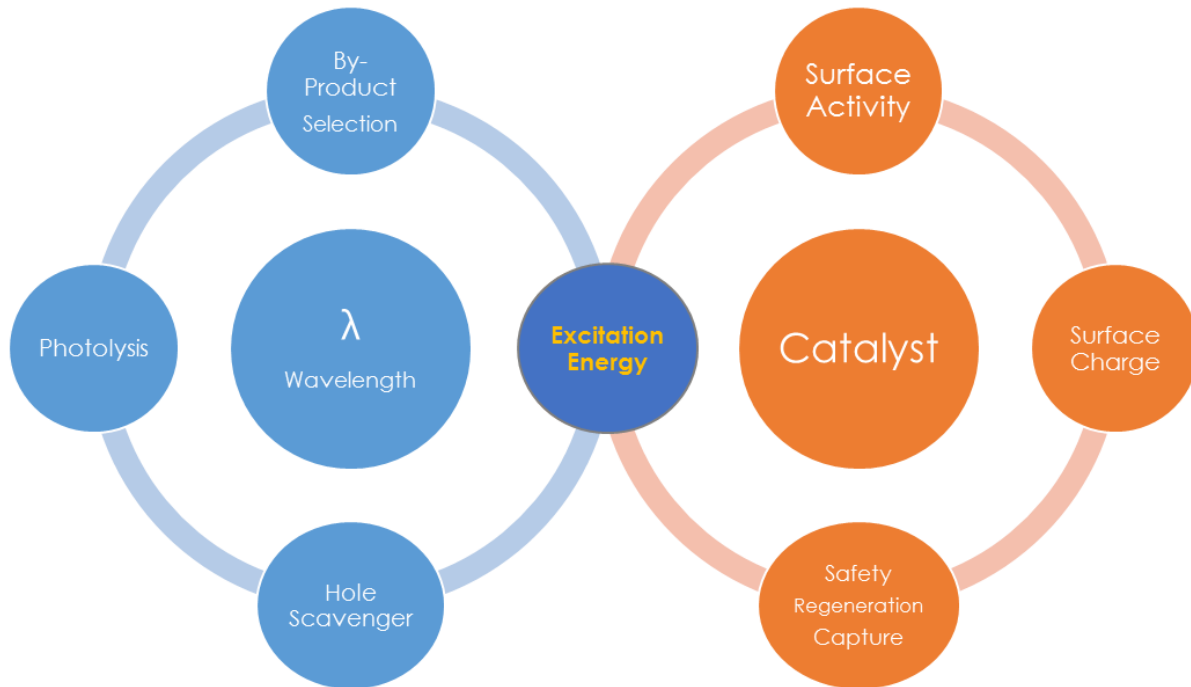 By-
Product
Selection
Surface
Activity
Photolysis
λ
Wavelength
Excitation
Energy
Catalyst
Surface
Charge
Hole
Scavenger
Safety
Regeneration
Capture